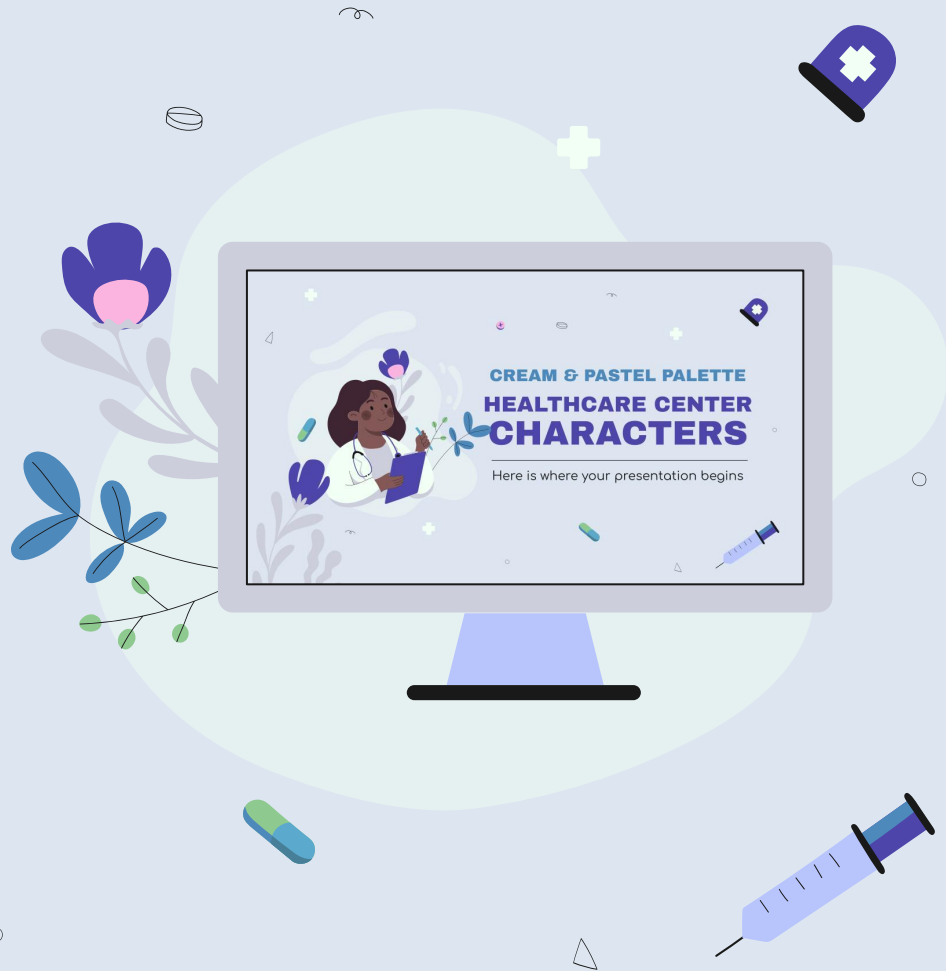 CREAM & PASTEL PALETTE
HEALTHCARE CENTER
CHARACTERS
Here is where your presentation begins